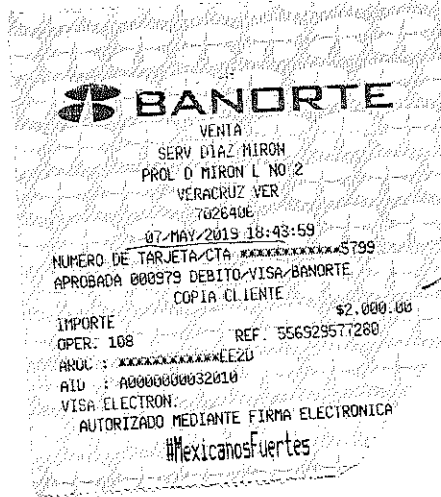 BANORTE
VENTA
SERV DIAZ MIRON
PROL D MIRON L NO 2
VERACRUZ VER
7026406
07/MAY/2019 18:43:59
NUMERO DE TARJETA/CTA ************5799
APROBADA 000979 DEBITO/VISA/BANORTE
COPIA CLIENTE
IMPORTE $2,000.00
OPER: 108 REF: 556929577280
ARQC : ************EE2D
AID : A0000000032010
VISA ELECTRON.
AUTORIZADO MEDIANTE FIRMA ELECTRONICA
#MexicanosFuertes